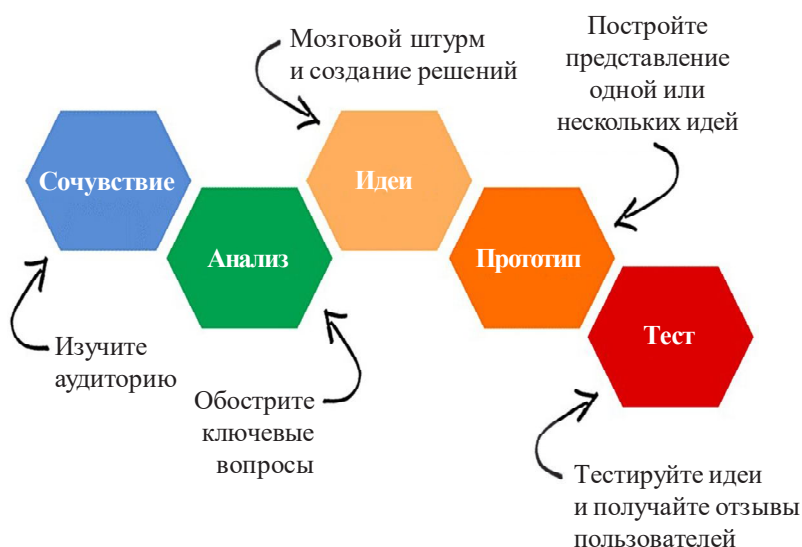 Мозговой штурм
и создание решений
Постройте
представление
одной или
нескольких идей
Сочувствие
Идеи
Анализ
Прототип
Тест
Изучите
аудиторию
Обострите
ключевые
вопросы
Тестируйте идеи
и получайте отзывы
пользователей